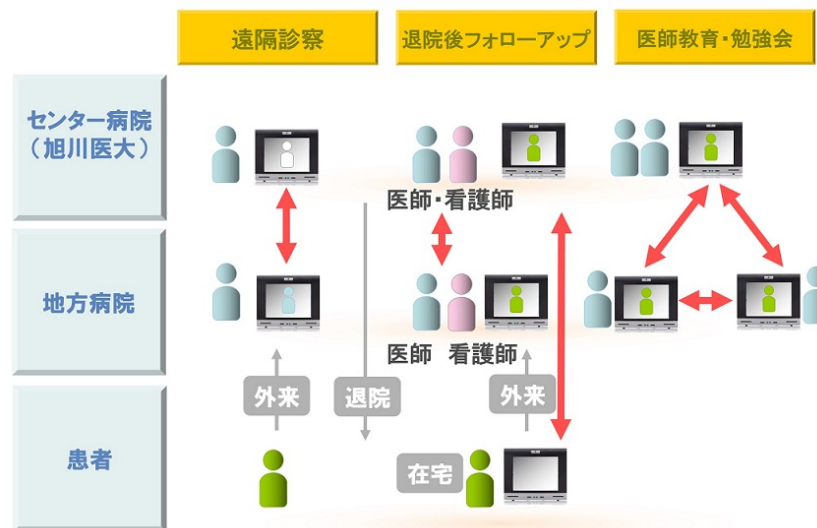 遠隔診察
退院後フォローアップ
医師教育・勉強会
センター病院
（旭川医大）
医師・看護師
地方病院
医師 看護師
外来
退院
外来
患者
在宅